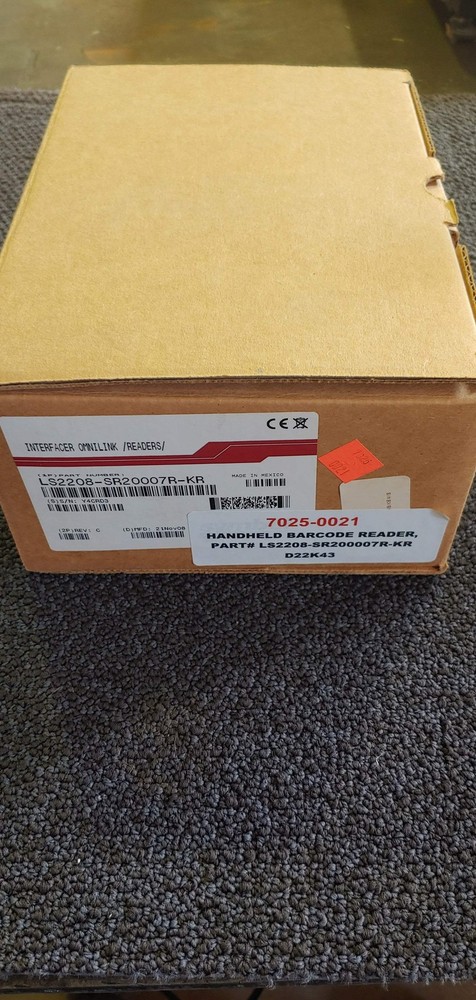 CE
INTERFACER OMNILINK /READERS/
(1P)PART NUMBER:
LS2208-SR20007R-KR
MADE IN MEXICO
(S)S/N: Y4CRD3
(2P)REV: C
(D)MFD: 21Nov08
7025-0021
HANDHELD BARCODE READER,
PART# LS2208-SR200007R-KR
D22K43